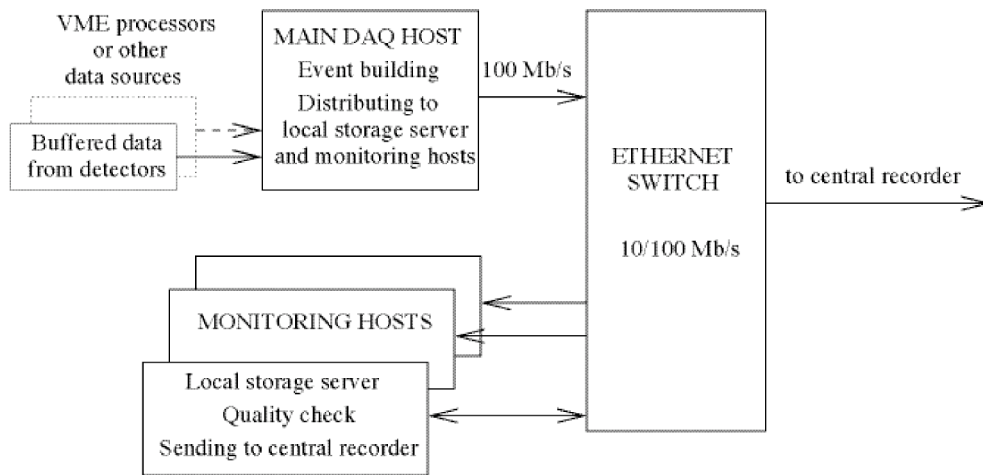 VME processors
or other
data sources
Buffered data
from detectors
MAIN DAQ HOST
Event building
Distributing to
local storage server
and monitoring hosts
100 Mb/s
ETHERNET
SWITCH
10/100 Mb/s
to central recorder
MONITORING HOSTS
Local storage server
Quality check
Sending to central recorder